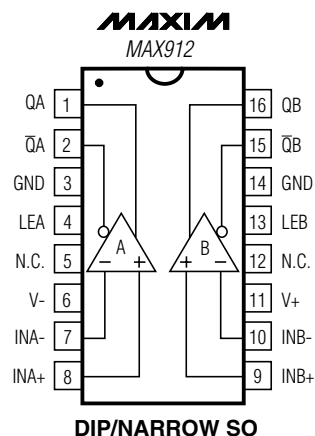 MAXIM
MAX912
QA 1 16 QB
Q̅A 2 15 Q̅B
GND 3 14 GND
LEA 4 13 LEB
A B
N.C. 5 12 N.C.
− + + −
V- 6 11 V+
INA- 7 10 INB-
INA+ 8 9 INB+
DIP/NARROW SO